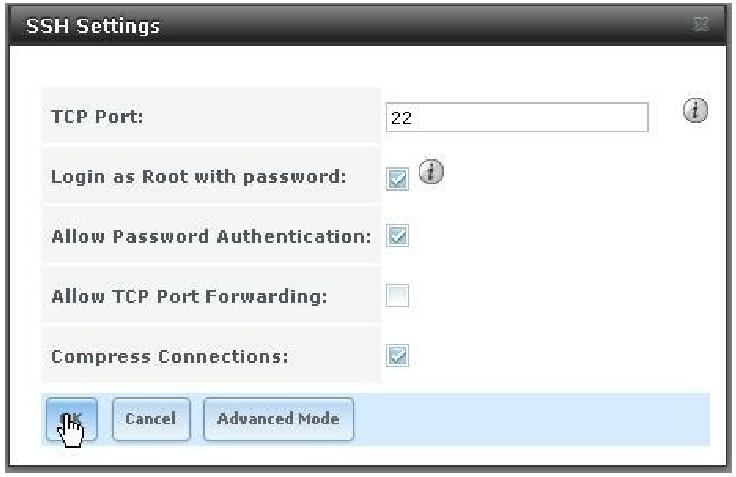 SSH Settings
TCP Port: 22
Login as Root with password:
Allow Password Authentication:
Allow TCP Port Forwarding:
Compress Connections:
OK Cancel Advanced Mode